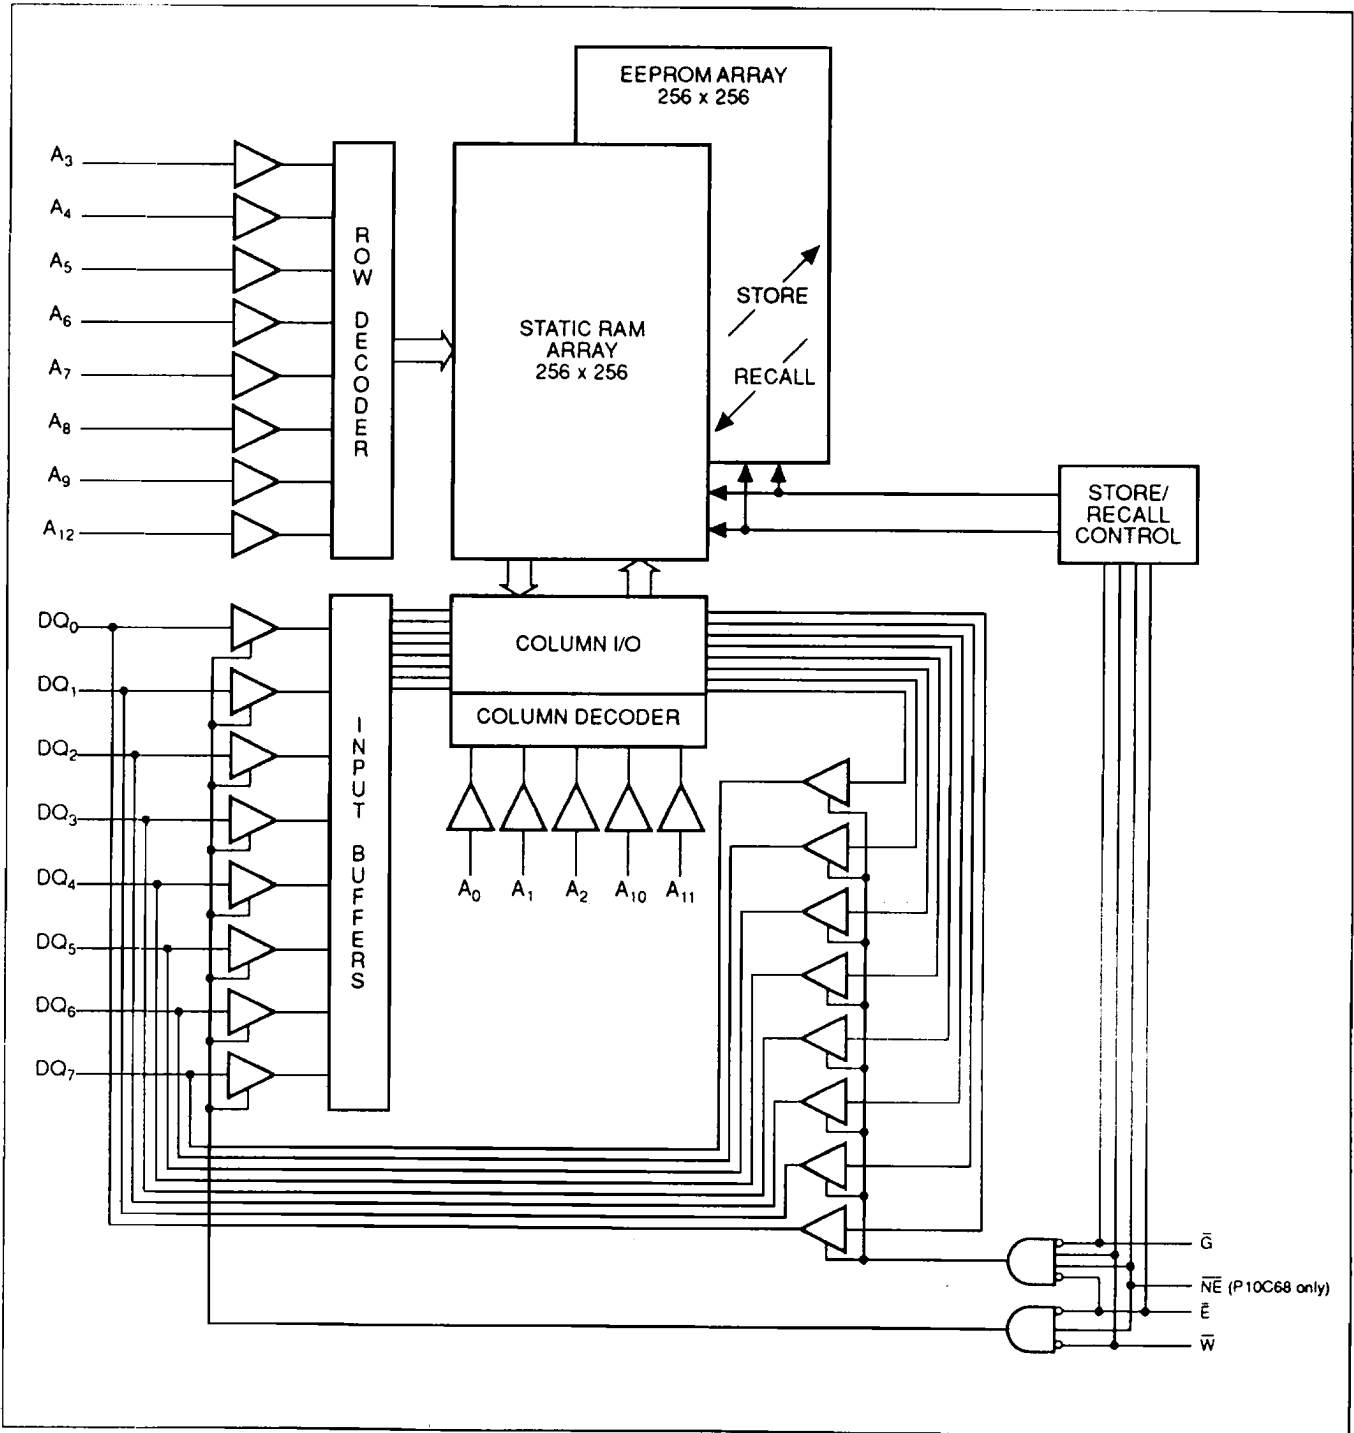 EEPROM ARRAY
256 x 256
A3
A4
A5
A6
A7
A8
A9
A12
ROW DECODER
STATIC RAM
ARRAY
256 x 256
STORE
RECALL
STORE/
RECALL
CONTROL
DQ0
DQ1
DQ2
DQ3
DQ4
DQ5
DQ6
DQ7
INPUT BUFFERS
COLUMN I/O
COLUMN DECODER
A0
A1
A2
A10
A11
G̅
N̅E̅ (P10C68 only)
E̅
W̅